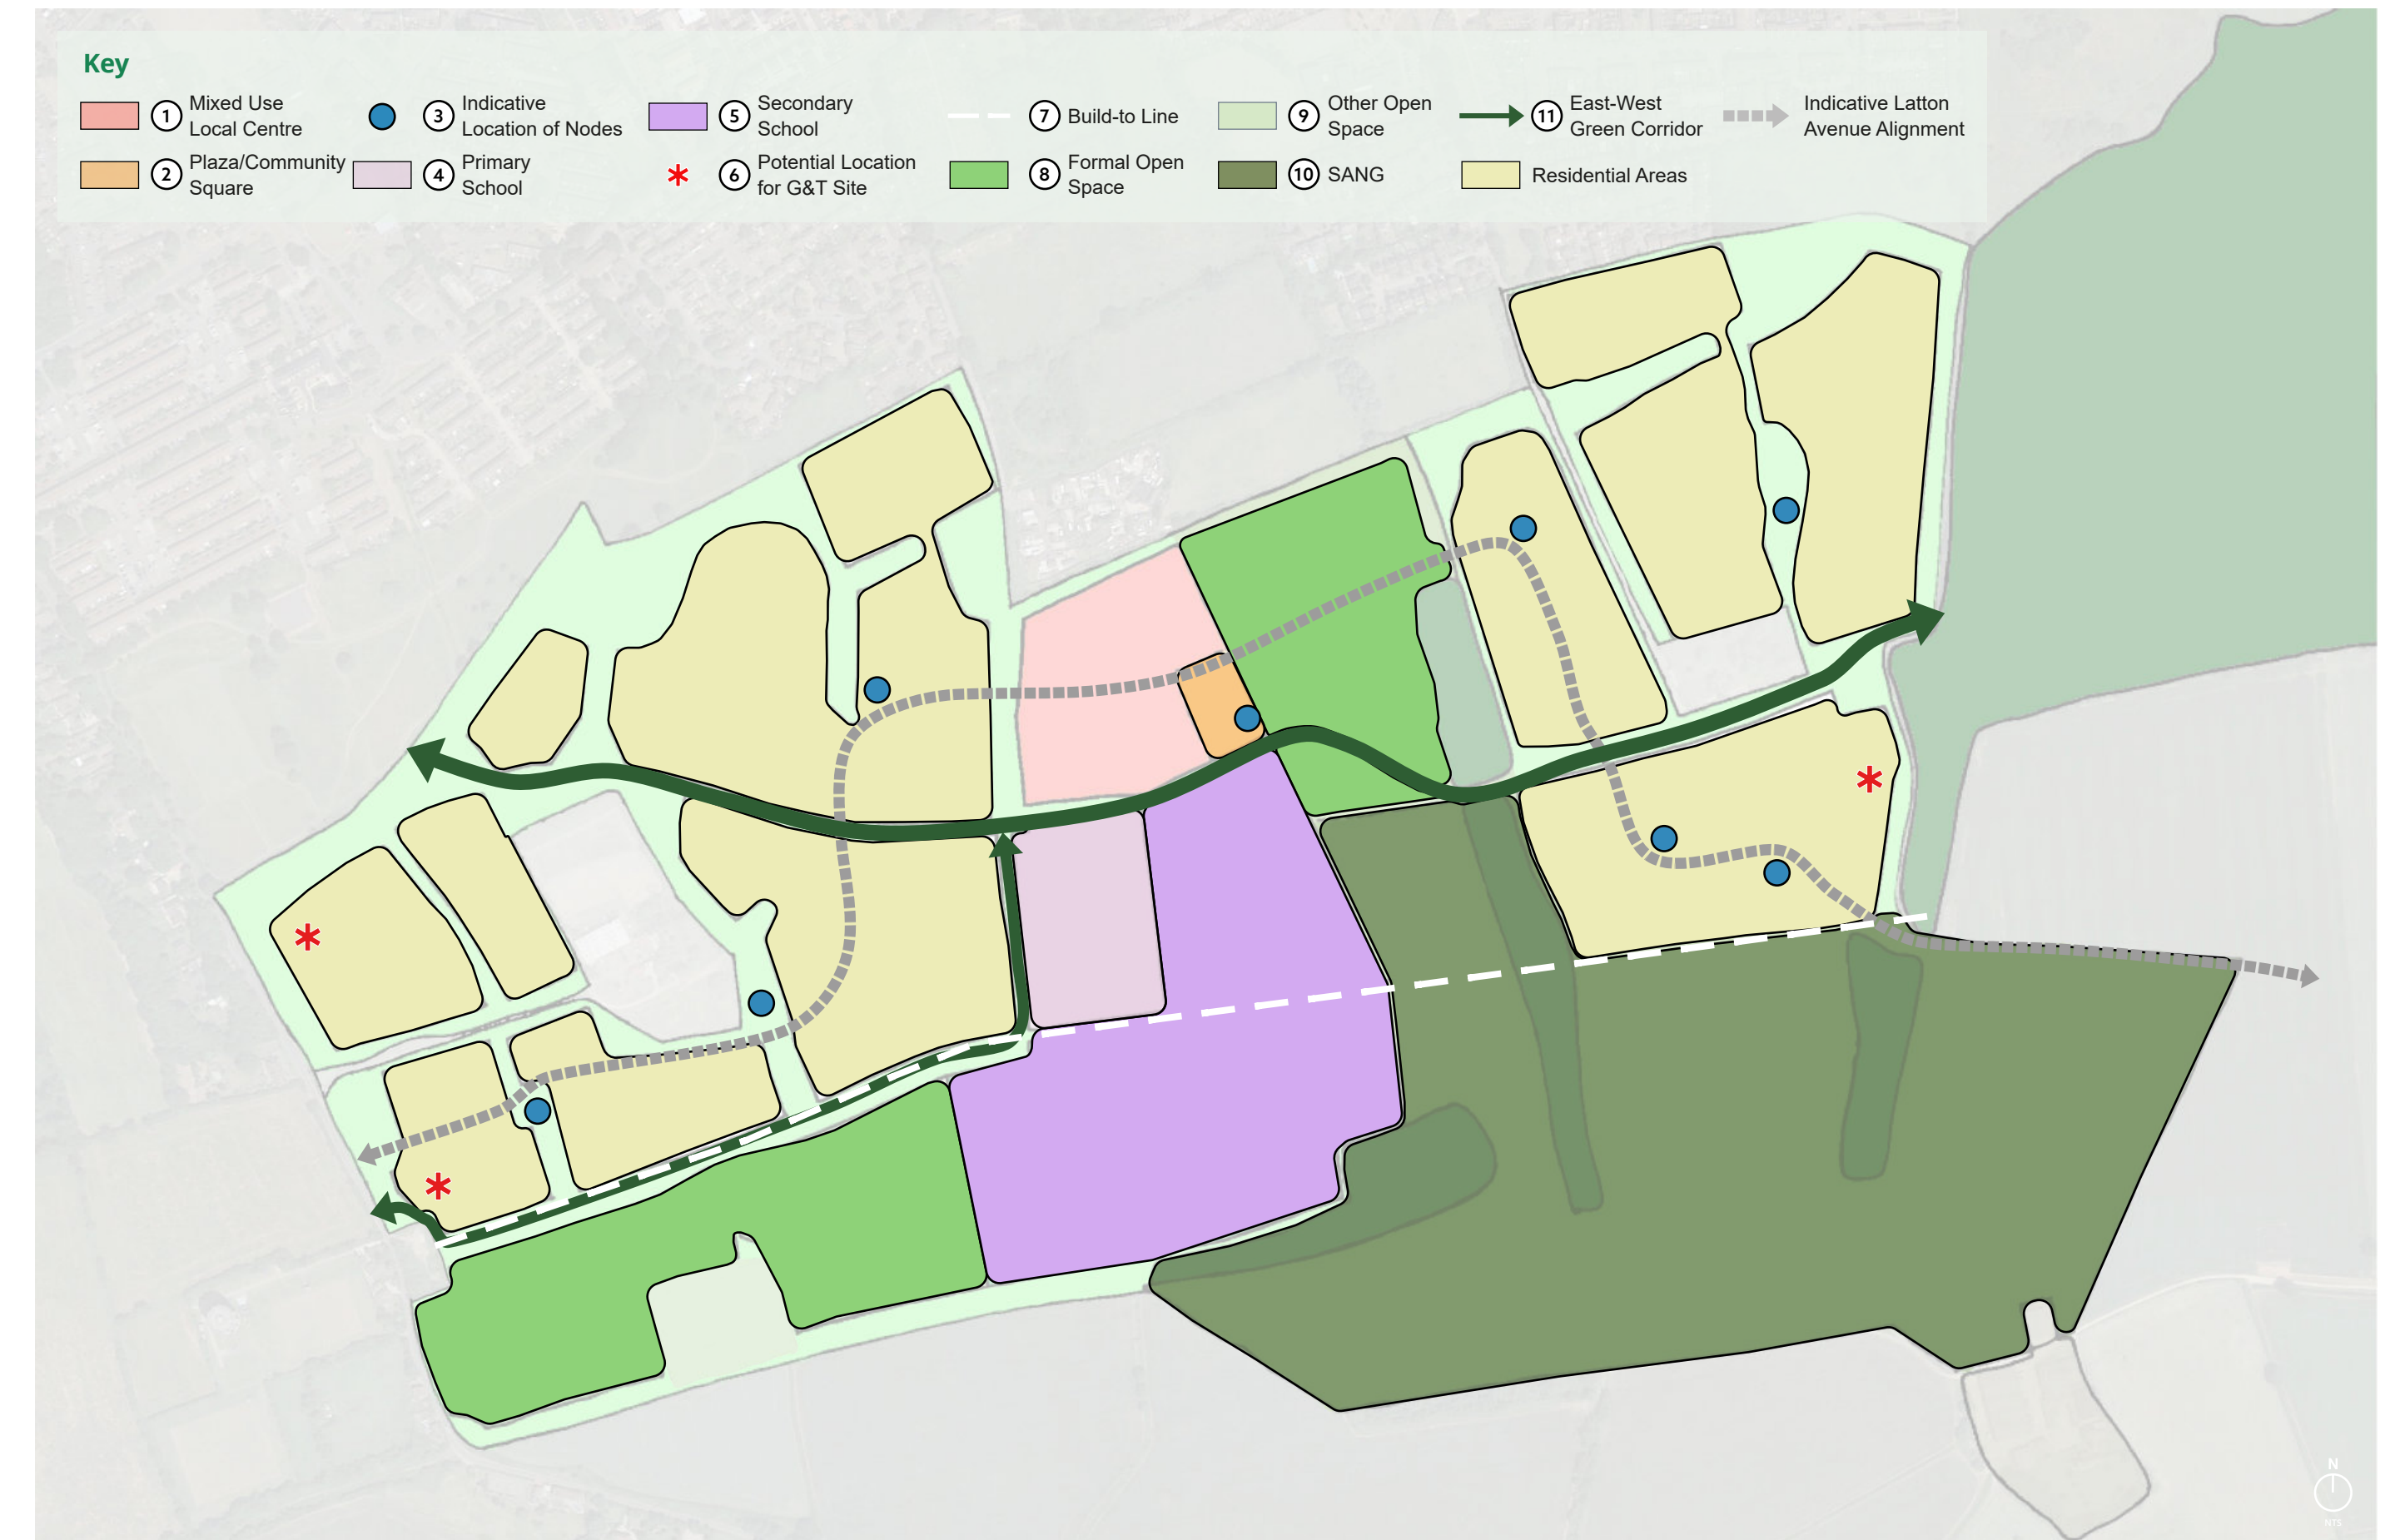 Key
1 Mixed Use
Local Centre
2 Plaza/Community
Square
3 Indicative
Location of Nodes
4 Primary
School
5 Secondary
School
6 Potential Location
for G&T Site
7 Build-to Line
8 Formal Open
Space
9 Other Open
Space
10 SANG
11 East-West
Green Corridor
Residential Areas
Indicative Latton
Avenue Alignment
N
NTS